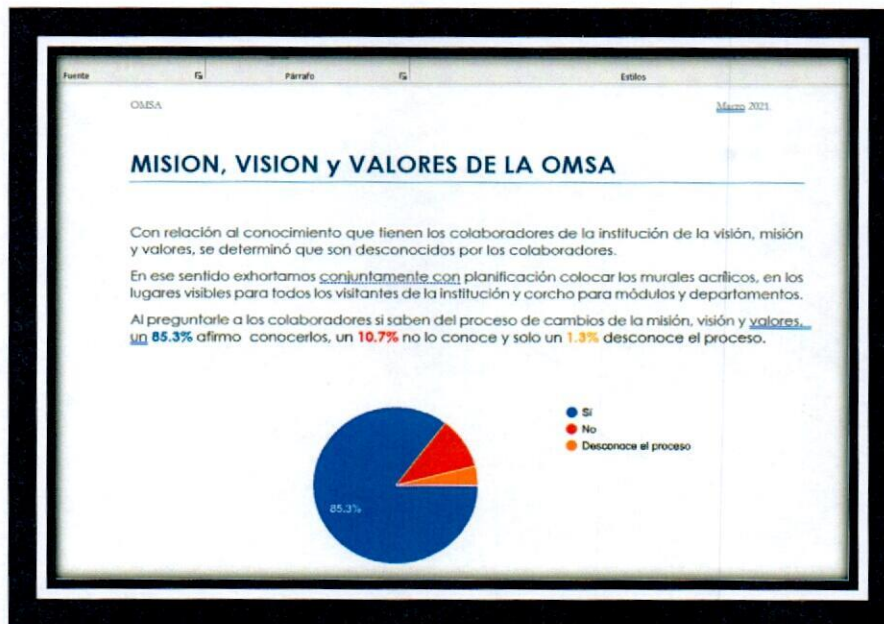 Fuente Párrafo Estilos
OMSA Marzo 2021
MISION, VISION y VALORES DE LA OMSA
Con relación al conocimiento que tienen los colaboradores de la institución de la visión, misión
y valores, se determinó que son desconocidos por los colaboradores.
En ese sentido exhortamos conjuntamente con planificación colocar los murales acrílicos, en los
lugares visibles para todos los visitantes de la institución y corcho para módulos y departamentos.
Al preguntarle a los colaboradores si saben del proceso de cambios de la misión, visión y valores,
un 85.3% afirmo conocerlos, un 10.7% no lo conoce y solo un 1.3% desconoce el proceso.
Sí
No
Desconoce el proceso
85.3%